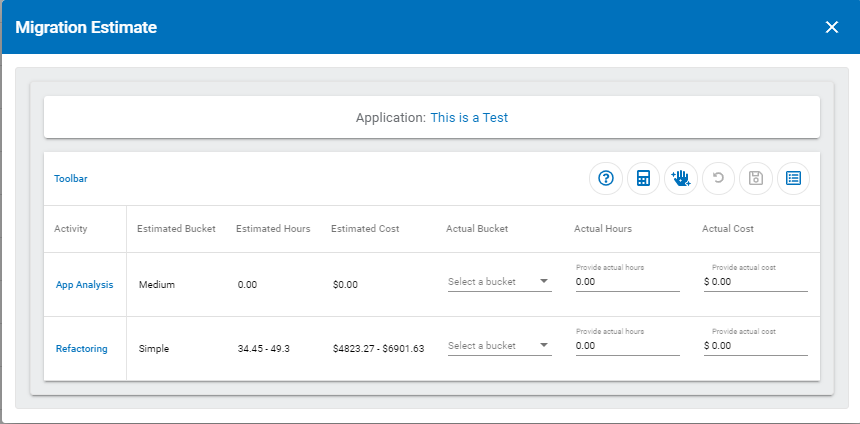 Migration Estimate
Application: This is a Test
Toolbar
Activity Estimated Bucket Estimated Hours Estimated Cost Actual Bucket Actual Hours Actual Cost
Provide actual hours Provide actual cost
App Analysis Medium 0.00 $0.00 Select a bucket 0.00 $ 0.00
Provide actual hours Provide actual cost
Refactoring Simple 34.45 - 49.3 $4823.27 - $6901.63 Select a bucket 0.00 $ 0.00